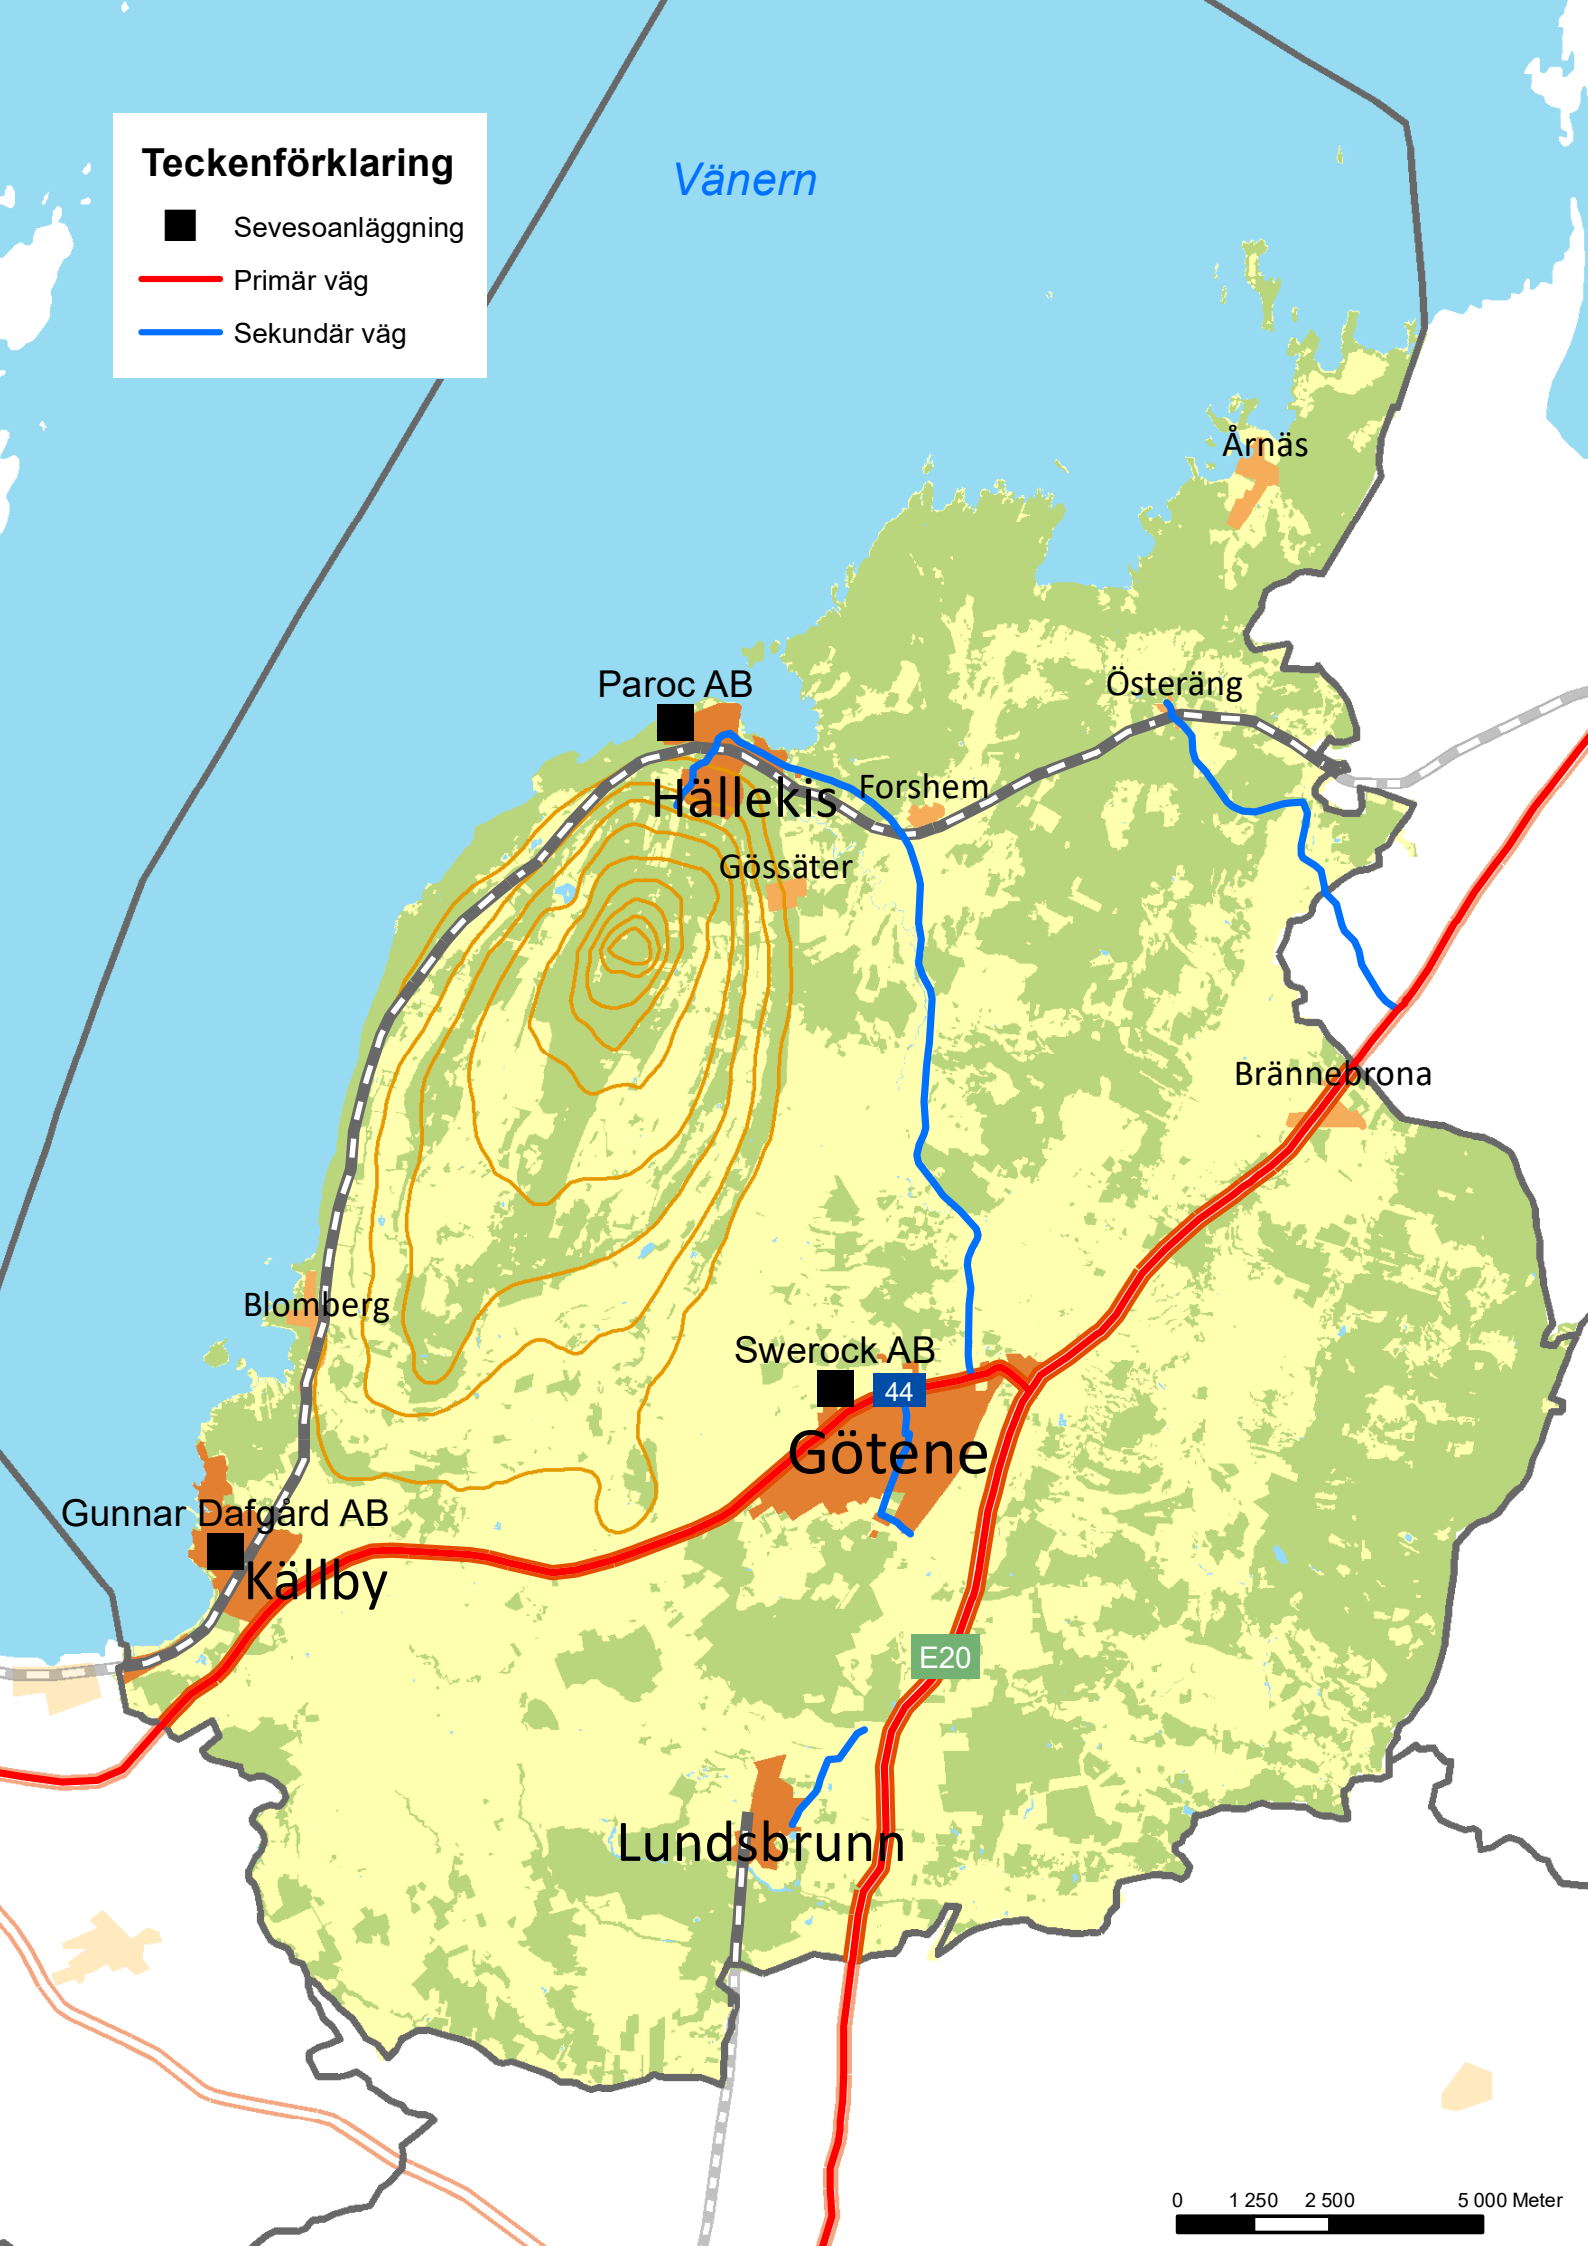 Teckenförklaring
Sevesoanläggning
Primär väg
Sekundär väg
Vänern
Årnäs
Paroc AB
Österäng
Hällekis
Forshem
Gössäter
Brännebrona
Blomberg
Swerock AB
44
Götene
Gunnar Dafgård AB
Källby
E20
Lundsbrunn
0 1 250 2 500 5 000 Meter